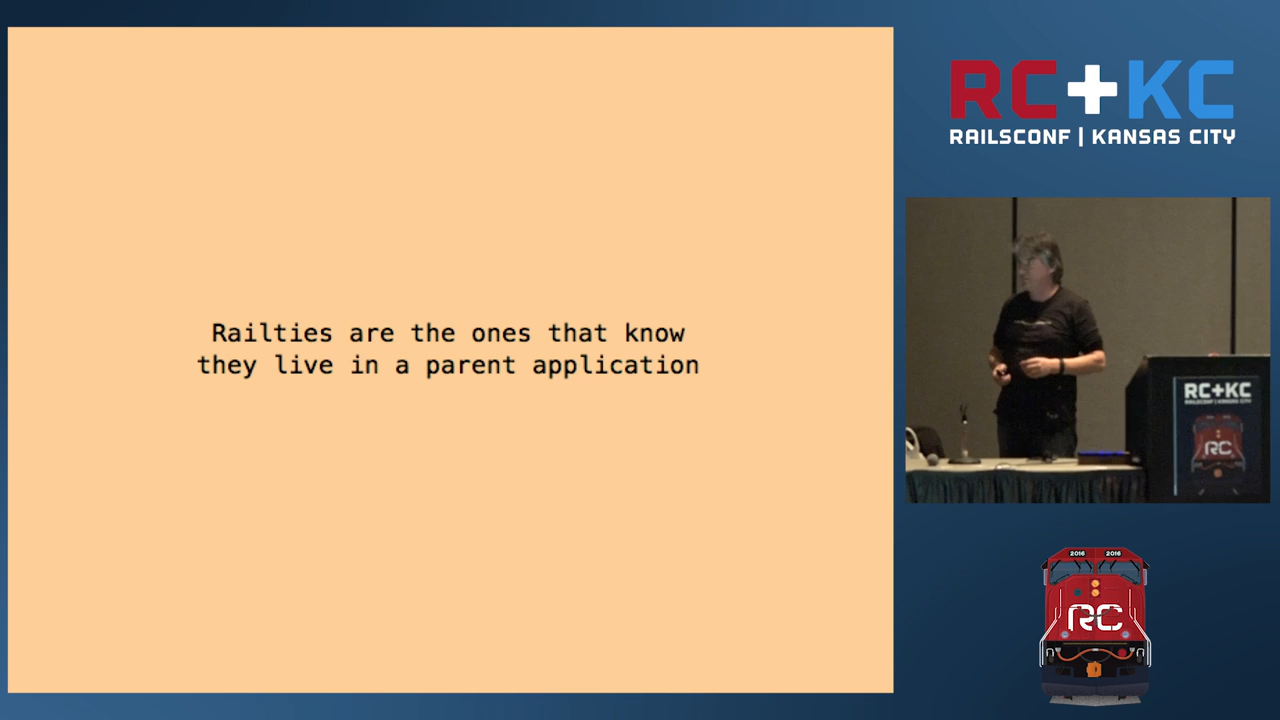 Railties are the ones that know
they live in a parent application
RC+KC
RAILSCONF | KANSAS CITY
RC+KC
RAILSCONF | KANSAS CITY
RC
2016
2016
RC